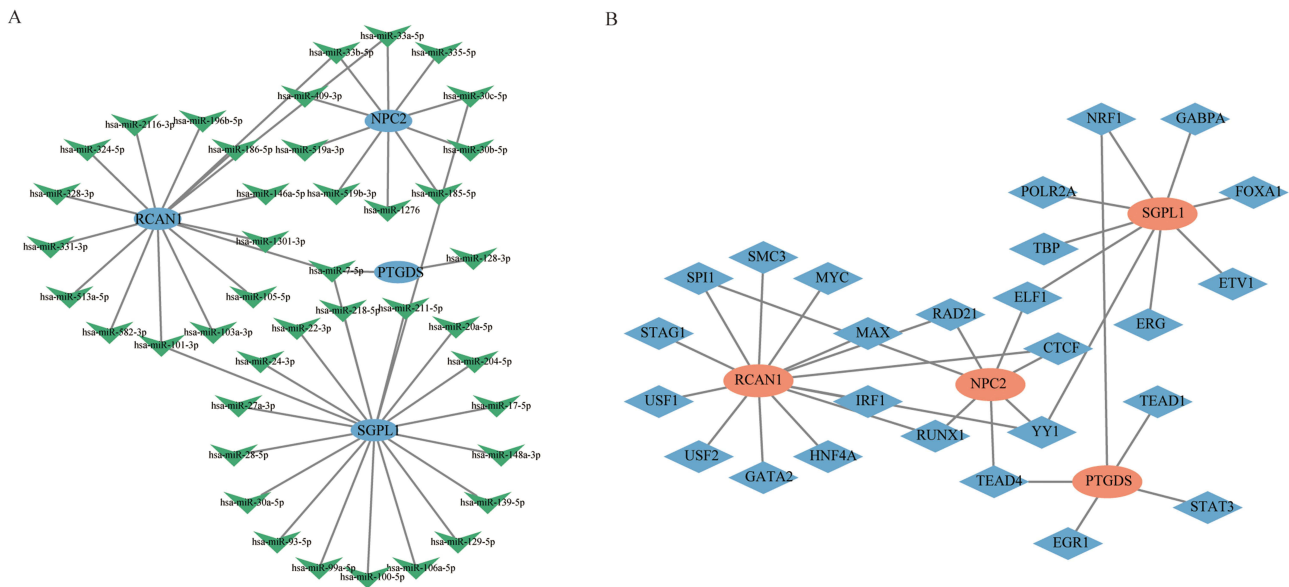 A
hsa-miR-33a-5p
hsa-miR-33b-5p
hsa-miR-335-5p
hsa-miR-409-3p
hsa-miR-30c-5p
NPC2
hsa-miR-2116-3p
hsa-miR-196b-5p
hsa-miR-324-5p
hsa-miR-186-5p
hsa-miR-519a-3p
hsa-miR-30b-5p
hsa-miR-328-3p
hsa-miR-146a-5p
hsa-miR-519b-3p
hsa-miR-185-5p
hsa-miR-1276
RCAN1
hsa-miR-331-3p
hsa-miR-1301-3p
hsa-miR-7-5p
PTGDS
hsa-miR-128-3p
hsa-miR-513a-5p
hsa-miR-105-5p
hsa-miR-218-5p
hsa-miR-211-5p
hsa-miR-582-3p
hsa-miR-103a-3p
hsa-miR-22-3p
hsa-miR-20a-5p
hsa-miR-101-3p
hsa-miR-24-3p
hsa-miR-204-5p
hsa-miR-27a-3p
hsa-miR-17-5p
SGPL1
hsa-miR-28-5p
hsa-miR-148a-3p
hsa-miR-30a-5p
hsa-miR-139-5p
hsa-miR-93-5p
hsa-miR-129-5p
hsa-miR-99a-5p
hsa-miR-100-5p
hsa-miR-106a-5p
B
NRF1
GABPA
POLR2A
FOXA1
SGPL1
TBP
SMC3
SPI1
MYC
ETV1
ELF1
RAD21
ERG
STAG1
MAX
CTCF
RCAN1
NPC2
USF1
IRF1
TEAD1
RUNX1
YY1
USF2
HNF4A
GATA2
TEAD4
PTGDS
STAT3
EGR1